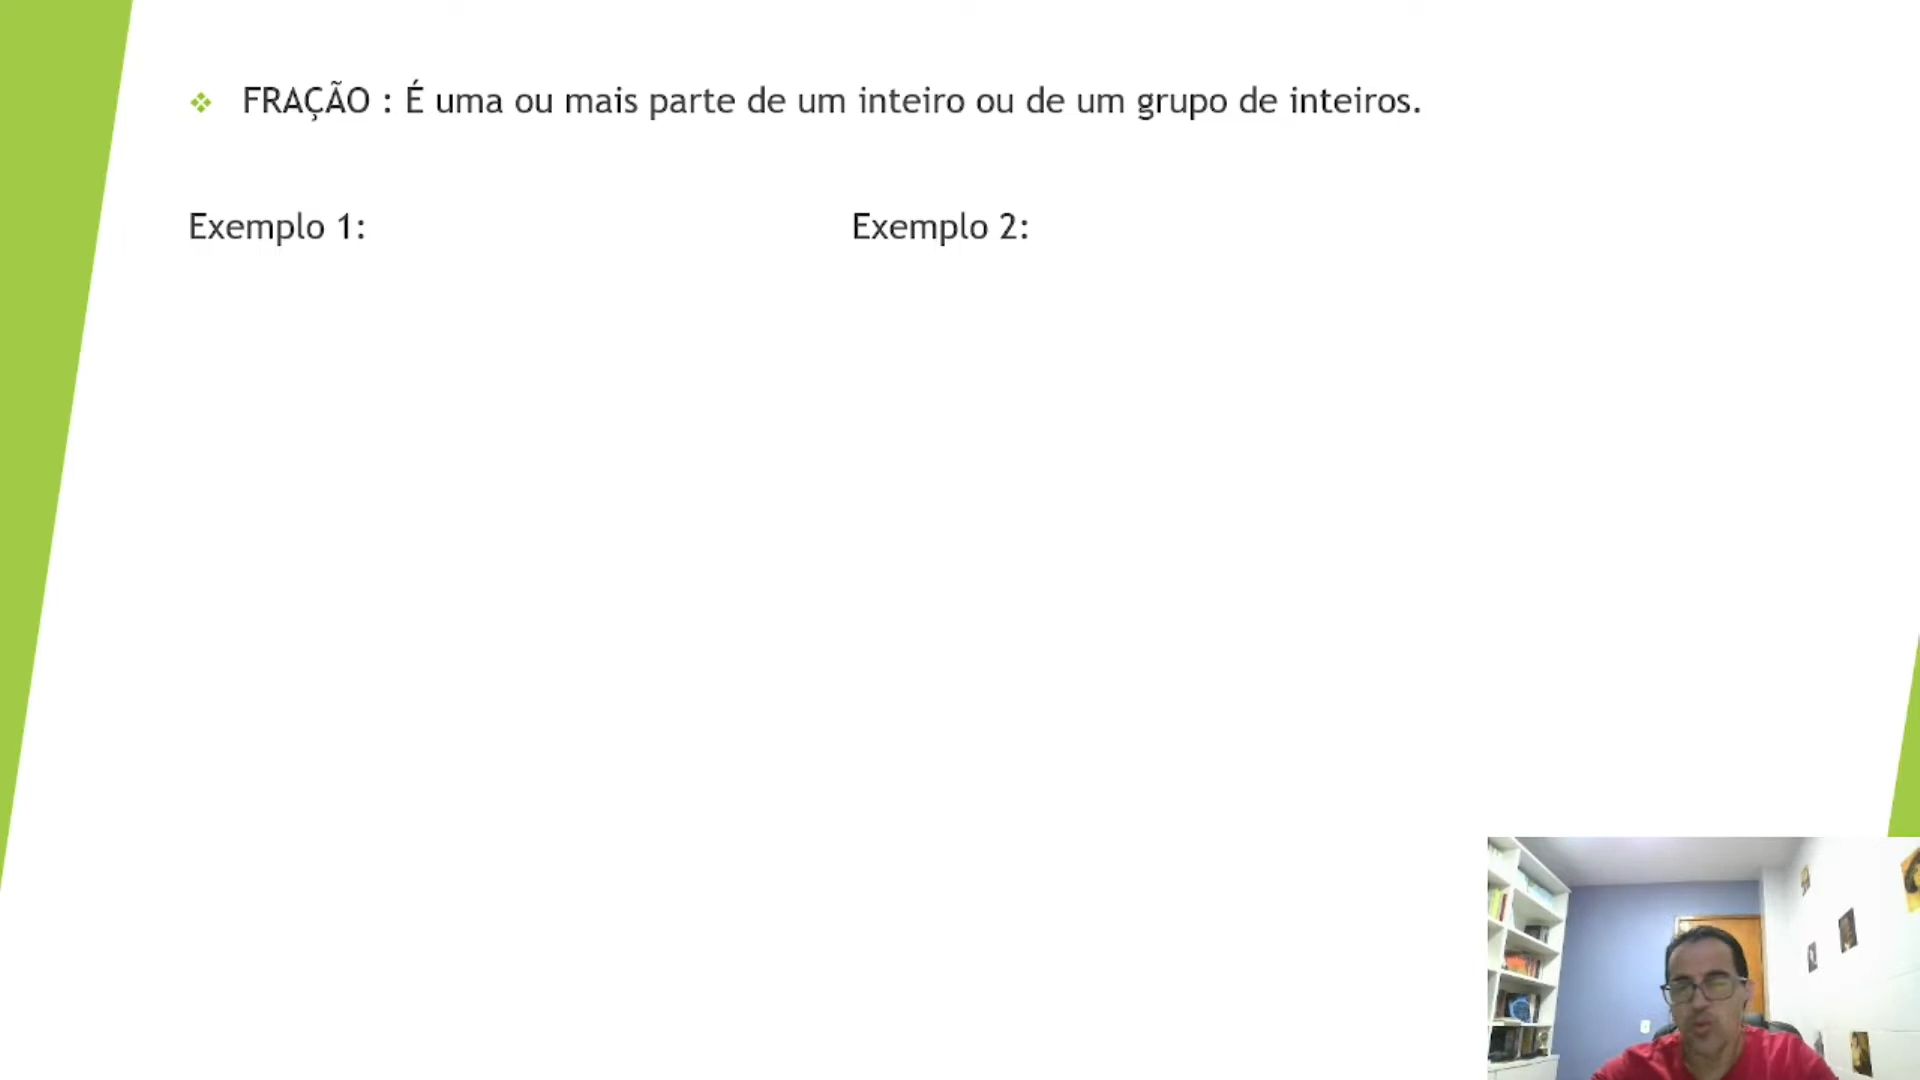 FRAÇÃO : É uma ou mais parte de um inteiro ou de um grupo de inteiros.
Exemplo 1:
Exemplo 2: